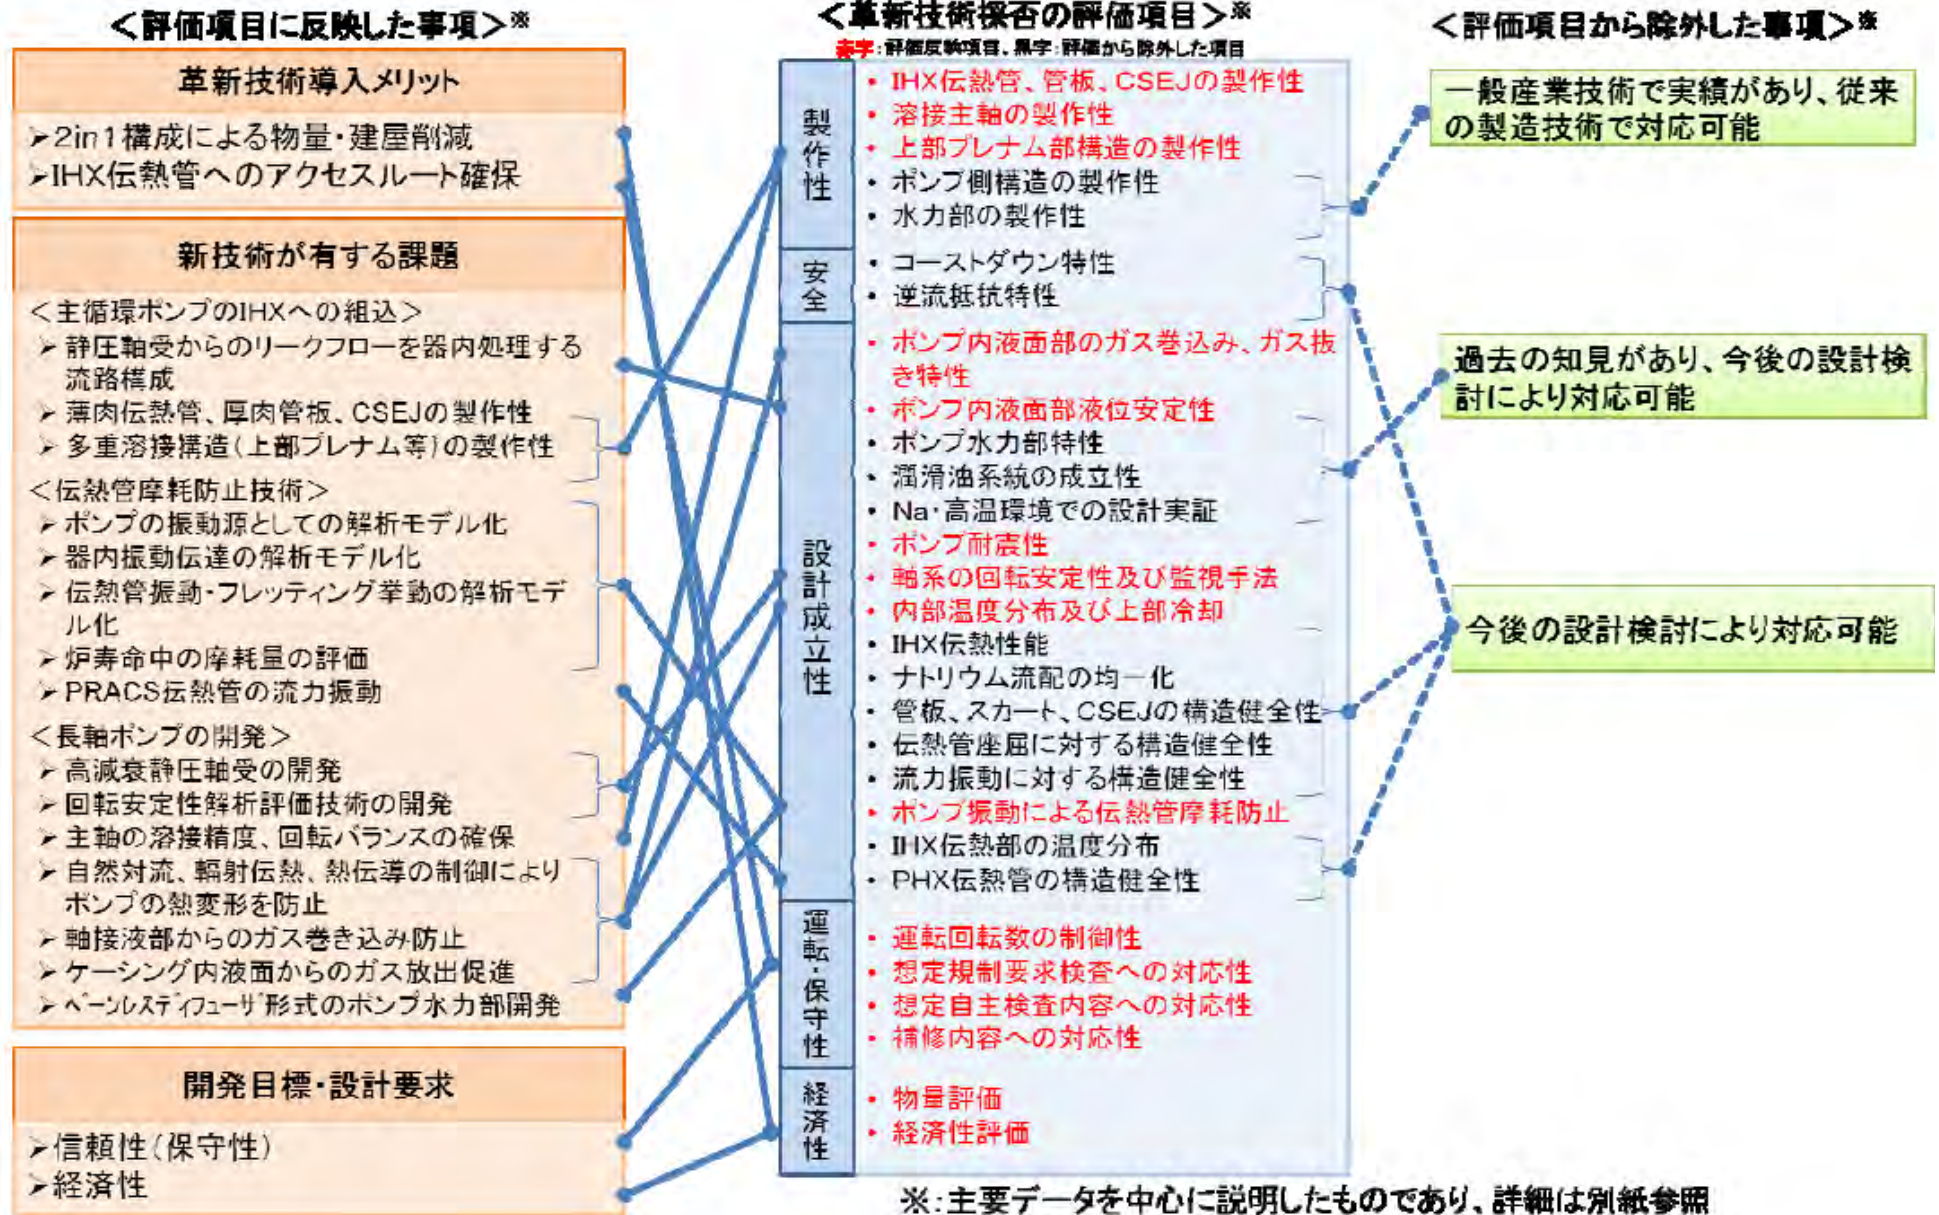 <評価項目に反映した事項>※
革新技術導入メリット
➢2in1構成による物量・建屋削減
➢IHX伝熱管へのアクセスルート確保
新技術が有する課題
<主循環ポンプのIHXへの組込>
➢静圧軸受からのリークフローを器内処理する
流路構成
➢薄肉伝熱管、厚肉管板、CSEJの製作性
➢多重溶接構造(上部プレナム等)の製作性
<伝熱管摩耗防止技術>
➢ポンプの振動源としての解析モデル化
➢器内振動伝達の解析モデル化
➢伝熱管振動・フレッティング挙動の解析モデ
ル化
➢炉寿命中の摩耗量の評価
➢PRACS伝熱管の流力振動
<長軸ポンプの開発>
➢高減衰静圧軸受の開発
➢回転安定性解析評価技術の開発
➢主軸の溶接精度、回転バランスの確保
➢自然対流、輻射伝熱、熱伝導の制御により
ポンプの熱変形を防止
➢軸接液部からのガス巻き込み防止
➢ケーシング内液面からのガス放出促進
➢ベーンレスディフューザ形式のポンプ水力部開発
開発目標・設計要求
➢信頼性(保守性)
➢経済性
<革新技術採否の評価項目>※
赤字:評価反映項目、黒字:評価から除外した項目
製作性
・IHX伝熱管、管板、CSEJの製作性
・溶接主軸の製作性
・上部プレナム部構造の製作性
・ポンプ側構造の製作性
・水力部の製作性
安全
・コーストダウン特性
・逆流抵抗特性
設計成立性
・ポンプ内液面部のガス巻込み、ガス抜
き特性
・ポンプ内液面部液位安定性
・ポンプ水力部特性
・潤滑油系統の成立性
・Na・高温環境での設計実証
・ポンプ耐震性
・軸系の回転安定性及び監視手法
・内部温度分布及び上部冷却
・IHX伝熱性能
・ナトリウム流配の均一化
・管板、スカート、CSEJの構造健全性
・伝熱管座屈に対する構造健全性
・流力振動に対する構造健全性
・ポンプ振動による伝熱管摩耗防止
・IHX伝熱部の温度分布
・PHX伝熱管の構造健全性
運転・保守性
・運転回転数の制御性
・想定規制要求検査への対応性
・想定自主検査内容への対応性
・補修内容への対応性
経済性
・物量評価
・経済性評価
<評価項目から除外した事項>※
一般産業技術で実績があり、従来
の製造技術で対応可能
過去の知見があり、今後の設計検
討により対応可能
今後の設計検討により対応可能
※:主要データを中心に説明したものであり、詳細は別紙参照